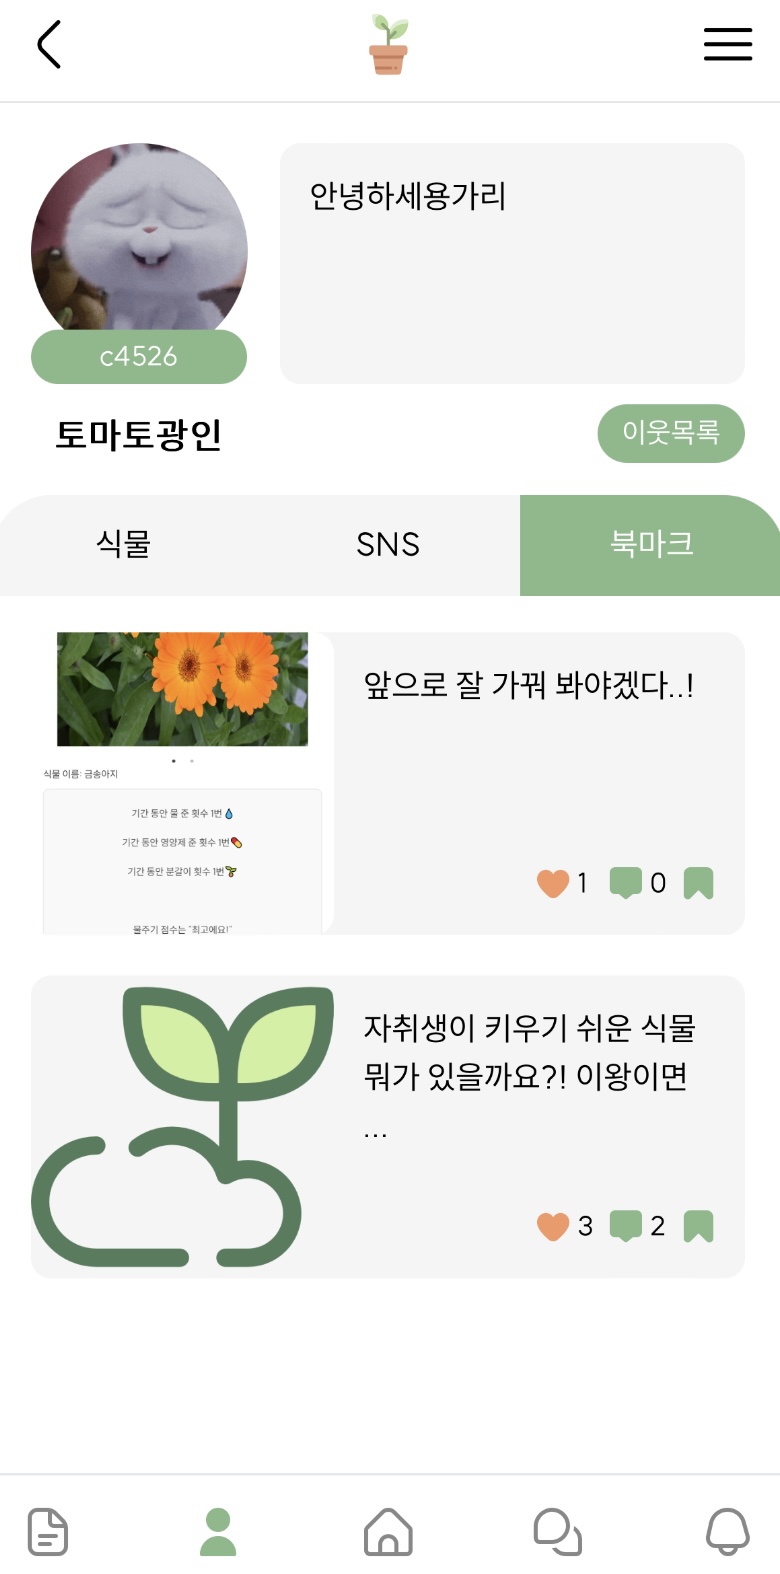 안녕하세용가리
c4526
토마토광인
이웃목록
식물
SNS
북마크
식물 이름: 금송아지
기간 동안 물 준 횟수 1번
기간 동안 영양제 준 횟수 1번
기간 동안 분갈이 횟수 1번
물주기 점수는 "최고예요!"
앞으로 잘 가꿔 봐야겠다..!
1
0
자취생이 키우기 쉬운 식물
뭐가 있을까요?! 이왕이면
...
3
2